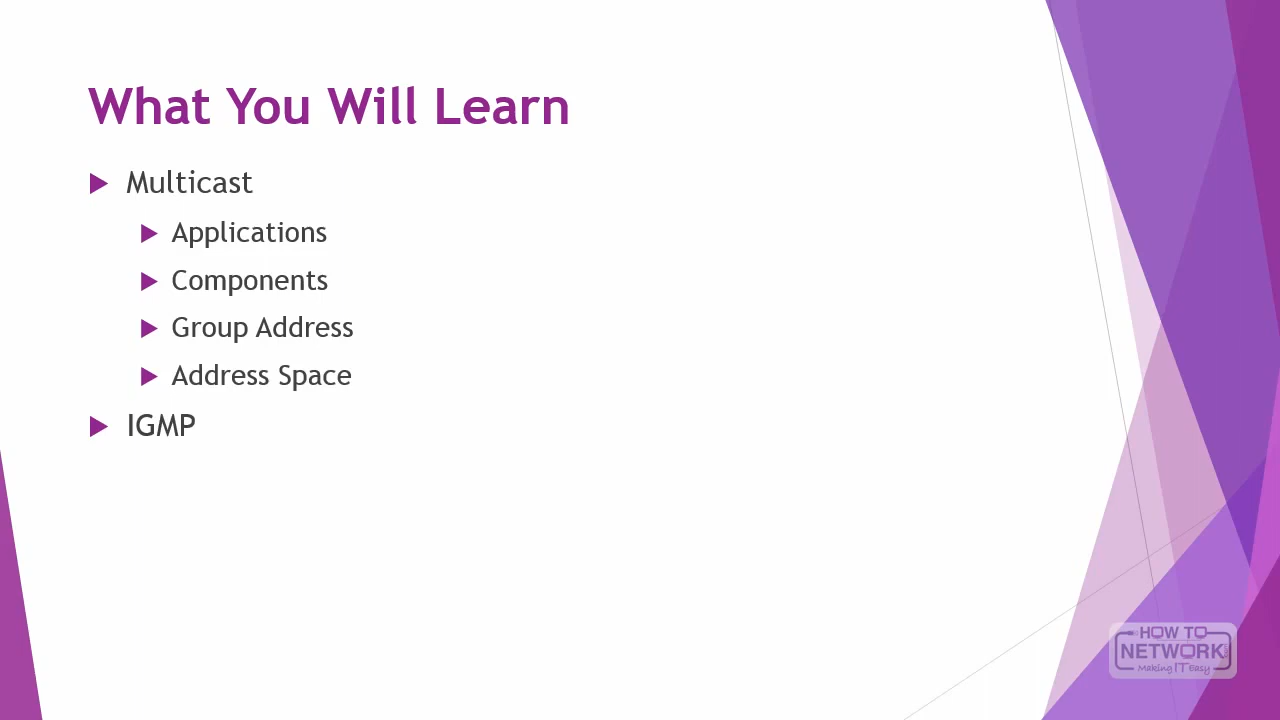 What You Will Learn
Multicast
Applications
Components
Group Address
Address Space
IGMP
HOW TO
NETWORK
Making IT Easy